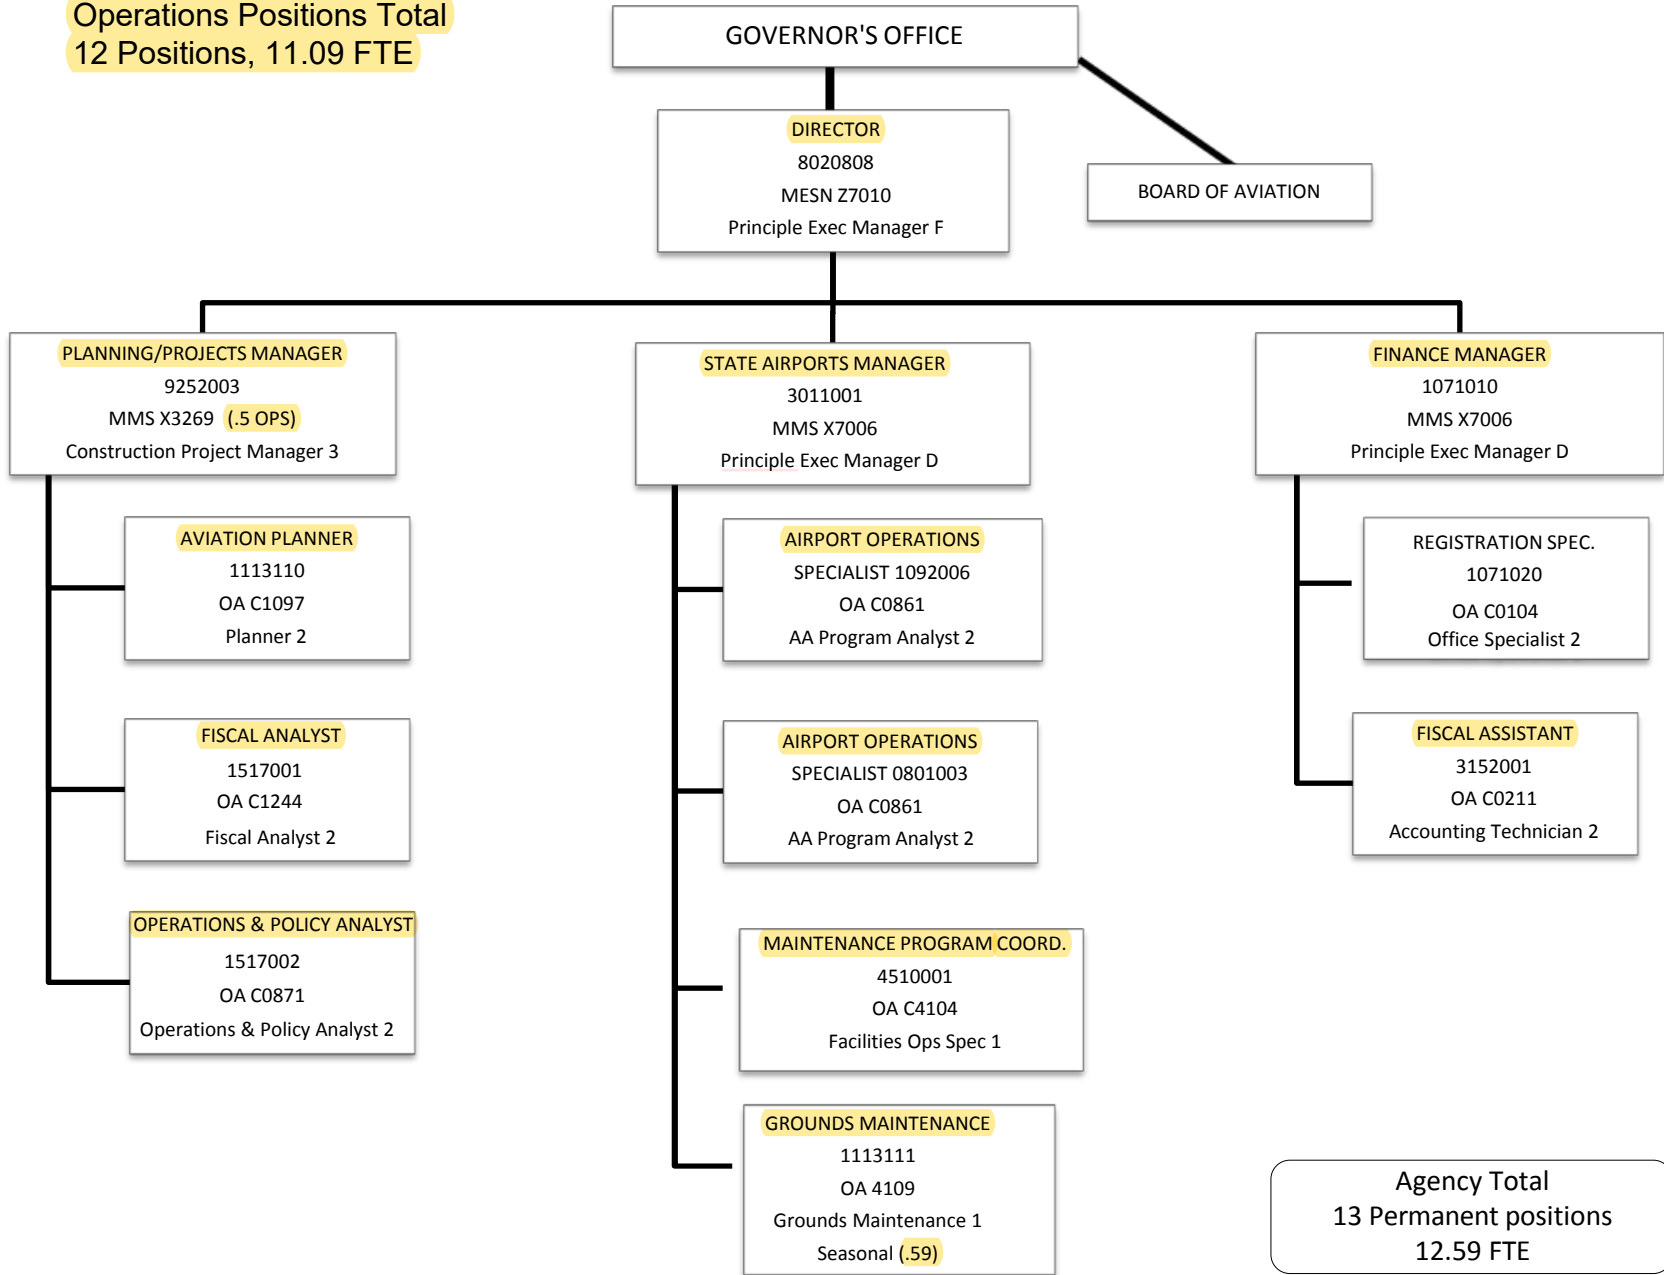 Operations Positions Total
12 Positions, 11.09 FTE
GOVERNOR'S OFFICE
DIRECTOR
8020808
MESN Z7010
Principle Exec Manager F
BOARD OF AVIATION
PLANNING/PROJECTS MANAGER
9252003
MMS X3269 (.5 OPS)
Construction Project Manager 3
AVIATION PLANNER
1113110
OA C1097
Planner 2
FISCAL ANALYST
1517001
OA C1244
Fiscal Analyst 2
OPERATIONS & POLICY ANALYST
1517002
OA C0871
Operations & Policy Analyst 2
STATE AIRPORTS MANAGER
3011001
MMS X7006
Principle Exec Manager D
AIRPORT OPERATIONS
SPECIALIST 1092006
OA C0861
AA Program Analyst 2
AIRPORT OPERATIONS
SPECIALIST 0801003
OA C0861
AA Program Analyst 2
MAINTENANCE PROGRAM COORD.
4510001
OA C4104
Facilities Ops Spec 1
GROUNDS MAINTENANCE
1113111
OA 4109
Grounds Maintenance 1
Seasonal (.59)
FINANCE MANAGER
1071010
MMS X7006
Principle Exec Manager D
REGISTRATION SPEC.
1071020
OA C0104
Office Specialist 2
FISCAL ASSISTANT
3152001
OA C0211
Accounting Technician 2
Agency Total
13 Permanent positions
12.59 FTE